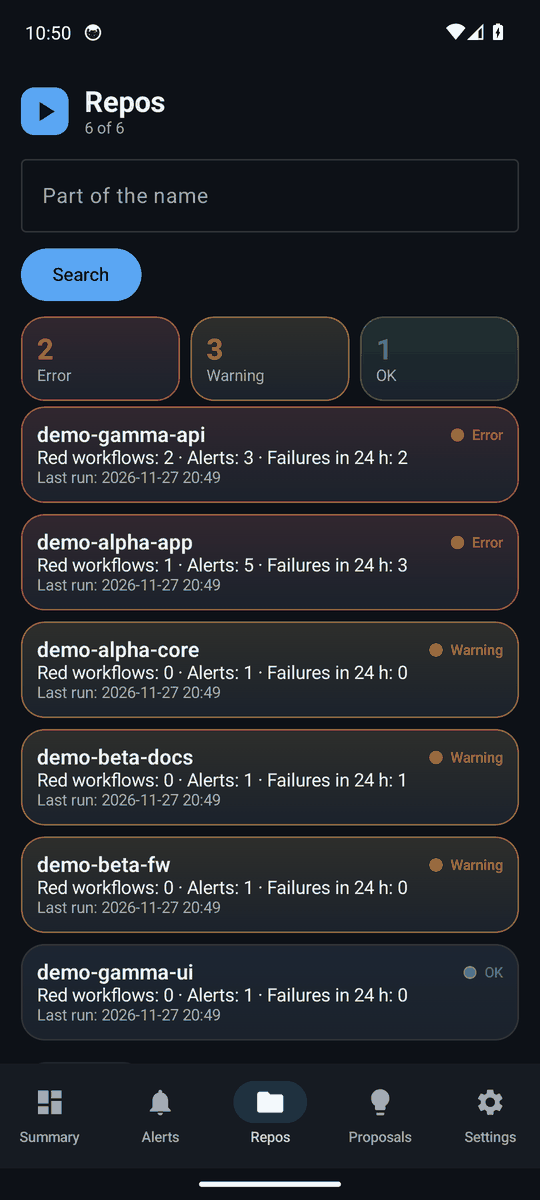 10:50
Repos
6 of 6
Part of the name
Search
2
Error
3
Warning
1
OK
demo-gamma-api
Error
Red workflows: 2 · Alerts: 3 · Failures in 24 h: 2
Last run: 2026-11-27 20:49
demo-alpha-app
Error
Red workflows: 1 · Alerts: 5 · Failures in 24 h: 3
Last run: 2026-11-27 20:49
demo-alpha-core
Warning
Red workflows: 0 · Alerts: 1 · Failures in 24 h: 0
Last run: 2026-11-27 20:49
demo-beta-docs
Warning
Red workflows: 0 · Alerts: 1 · Failures in 24 h: 1
Last run: 2026-11-27 20:49
demo-beta-fw
Warning
Red workflows: 0 · Alerts: 1 · Failures in 24 h: 0
Last run: 2026-11-27 20:49
demo-gamma-ui
OK
Red workflows: 0 · Alerts: 1 · Failures in 24 h: 0
Last run: 2026-11-27 20:49
Summary
Alerts
Repos
Proposals
Settings